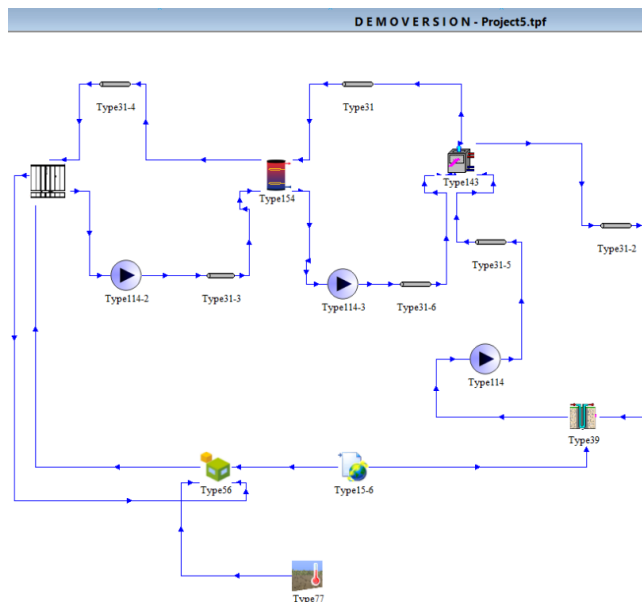 D E M O V E R S I O N - Project5.tpf
Type31-4
Type31
Type154
Type143
Type31-2
Type31-5
Type114-2
Type31-3
Type114-3
Type31-6
Type114
Type39
Type56
Type15-6
Type77